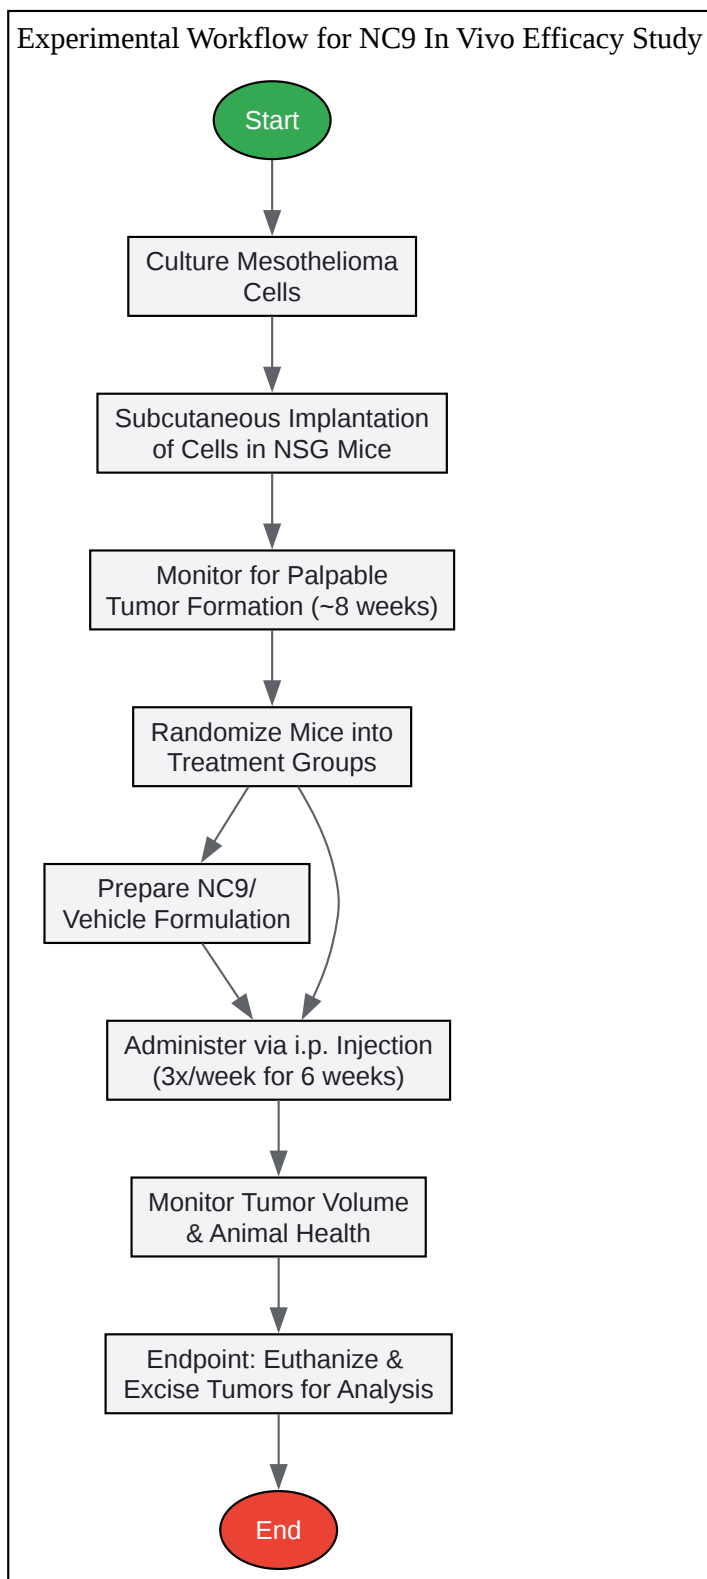 Experimental Workflow for NC9 In Vivo Efficacy Study
Start
Culture Mesothelioma
Cells
Subcutaneous Implantation
of Cells in NSG Mice
Monitor for Palpable
Tumor Formation (~8 weeks)
Randomize Mice into
Treatment Groups
Prepare NC9/
Vehicle Formulation
Administer via i.p. Injection
(3x/week for 6 weeks)
Monitor Tumor Volume
& Animal Health
Endpoint: Euthanize &
Excise Tumors for Analysis
End